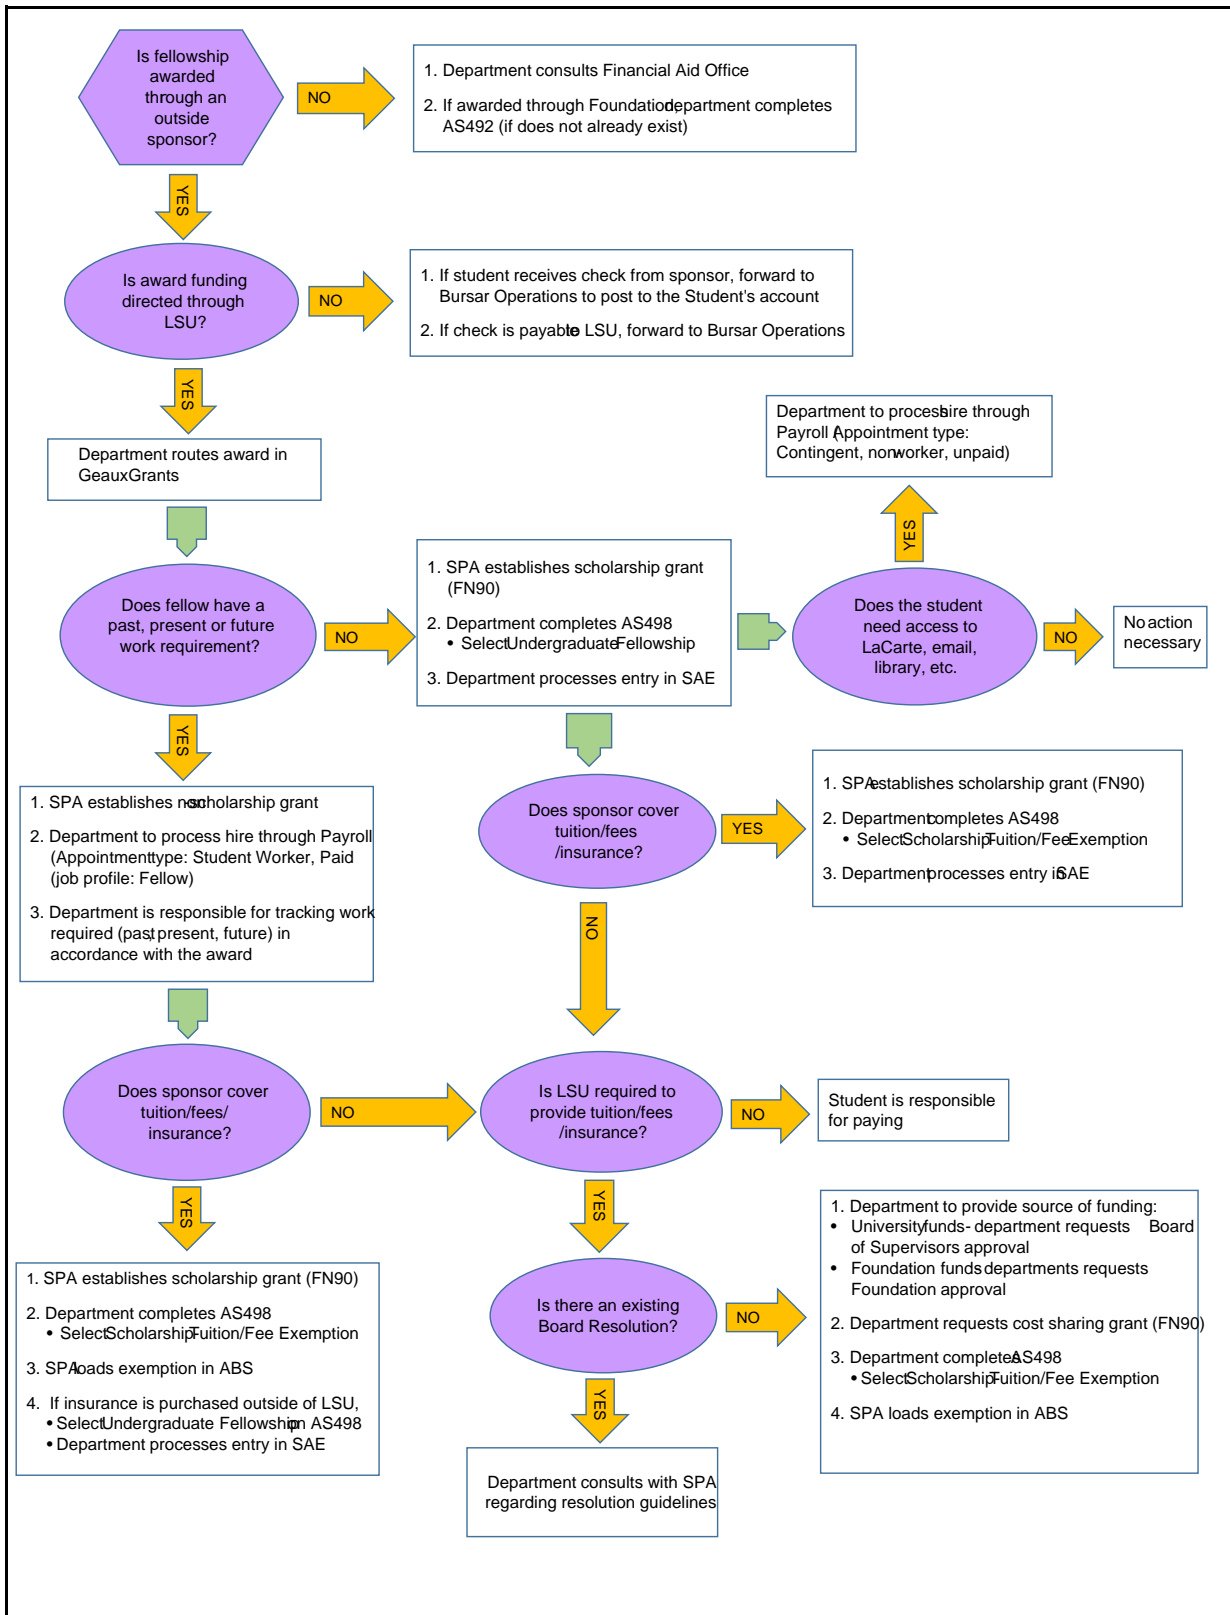 Is fellowship
awarded
through an
outside
sponsor?
NO
1. Department consults Financial Aid Office
2. If awarded through Foundation, department completes
AS492 (if does not already exist)
YES
Is award funding
directed through
LSU?
NO
1. If student receives check from sponsor, forward to
Bursar Operations to post to the Student's account
2. If check is payable to LSU, forward to Bursar Operations
YES
Department routes award in
GeauxGrants
Department to process hire through
Payroll (Appointment type:
Contingent, non-worker, unpaid)
YES
Does fellow have a
past, present or future
work requirement?
NO
1. SPA establishes scholarship grant
(FN90)
2. Department completes AS498
• Select Undergraduate Fellowship
3. Department processes entry in SAE
Does the student
need access to
LaCarte, email,
library, etc.
NO
No action
necessary
YES
1. SPA establishes non-scholarship grant
2. Department to process hire through Payroll
(Appointment type: Student Worker, Paid
(job profile: Fellow)
3. Department is responsible for tracking work
required (past, present, future) in
accordance with the award
Does sponsor cover
tuition/fees
/insurance?
YES
1. SPA establishes scholarship grant (FN90)
2. Department completes AS498
• Select Scholarship-Tuition/Fee Exemption
3. Department processes entry in SAE
NO
Does sponsor cover
tuition/fees/
insurance?
NO
Is LSU required to
provide tuition/fees
/insurance?
NO
Student is responsible
for paying
YES
1. SPA establishes scholarship grant (FN90)
2. Department completes AS498
• Select Scholarship-Tuition/Fee Exemption
3. SPA loads exemption in ABS
4. If insurance is purchased outside of LSU,
• Select Undergraduate Fellowship on AS498
• Department processes entry in SAE
YES
Is there an existing
Board Resolution?
NO
1. Department to provide source of funding:
• University funds - department requests Board
of Supervisors approval
• Foundation funds departments requests
Foundation approval
2. Department requests cost sharing grant (FN90)
3. Department completes AS498
• Select Scholarship-Tuition/Fee Exemption
4. SPA loads exemption in ABS
YES
Department consults with SPA
regarding resolution guidelines